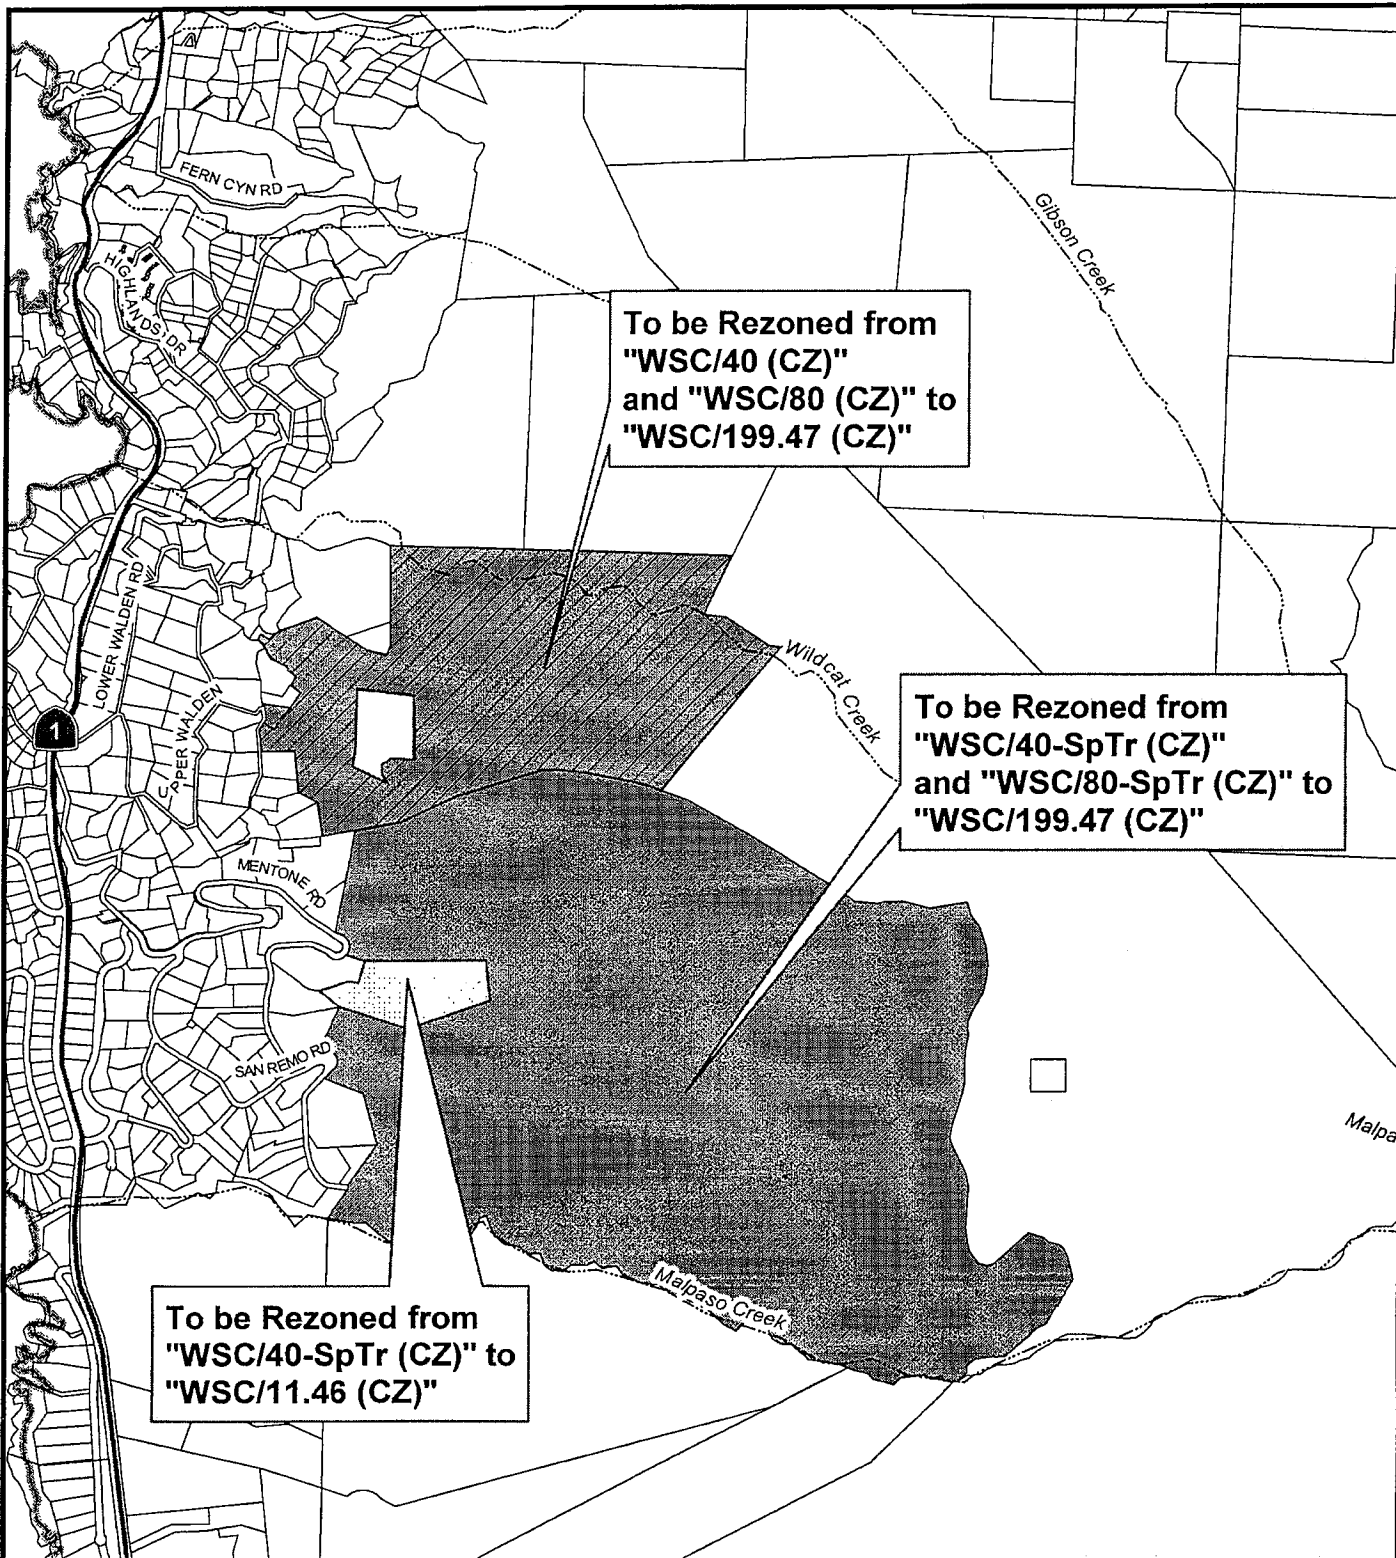 FERN CYN RD
HIGHLANDS DR
Gibson Creek
To be Rezoned from
"WSC/40 (CZ)"
and "WSC/80 (CZ)" to
"WSC/199.47 (CZ)"
LOWER WALDEN RD
UPPER WALDEN
1
Wildcat Creek
To be Rezoned from
"WSC/40-SpTr (CZ)"
and "WSC/80-SpTr (CZ)" to
"WSC/199.47 (CZ)"
MENTONE RD
SAN REMO RD
Malpa
Malpaso Creek
To be Rezoned from
"WSC/40-SpTr (CZ)" to
"WSC/11.46 (CZ)"